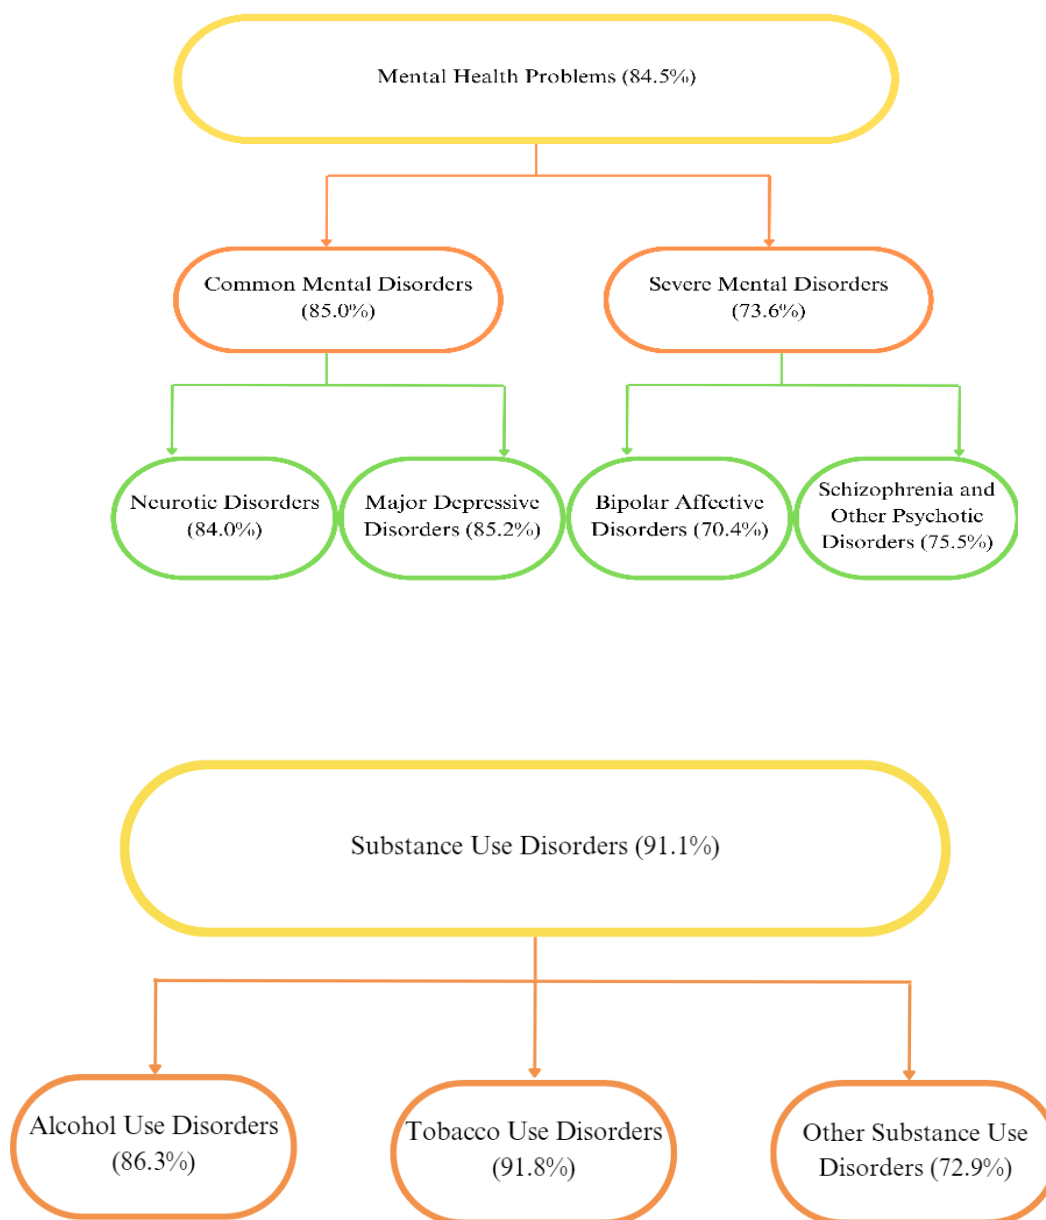 Mental Health Problems (84.5%)
Common Mental Disorders
(85.0%)
Severe Mental Disorders
(73.6%)
Neurotic Disorders
(84.0%)
Major Depressive
Disorders (85.2%)
Bipolar Affective
Disorders (70.4%)
Schizophrenia and
Other Psychotic
Disorders (75.5%)
Substance Use Disorders (91.1%)
Alcohol Use Disorders
(86.3%)
Tobacco Use Disorders
(91.8%)
Other Substance Use
Disorders (72.9%)